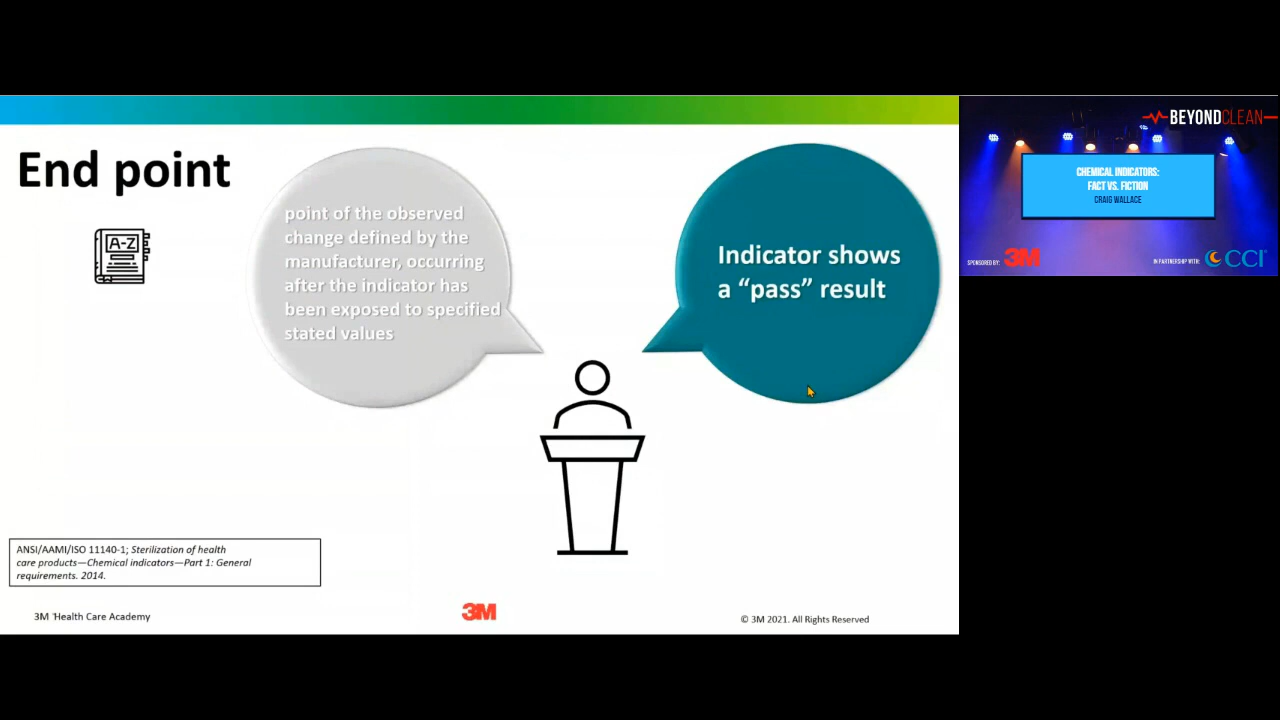 End point
A-Z
point of the observed
change defined by the
manufacturer, occurring
after the indicator has
been exposed to specified
stated values
Indicator shows
a “pass” result
ANSI/AAMI/ISO 11140-1; Sterilization of health
care products—Chemical indicators—Part 1: General
requirements. 2014.
3M Health Care Academy
3M
© 3M 2021. All Rights Reserved
BEYONDCLEAN
CHEMICAL INDICATORS:
FACT VS. FICTION
CRAIG WALLACE
SPONSORED BY: 3M
IN PARTNERSHIP WITH: CCI